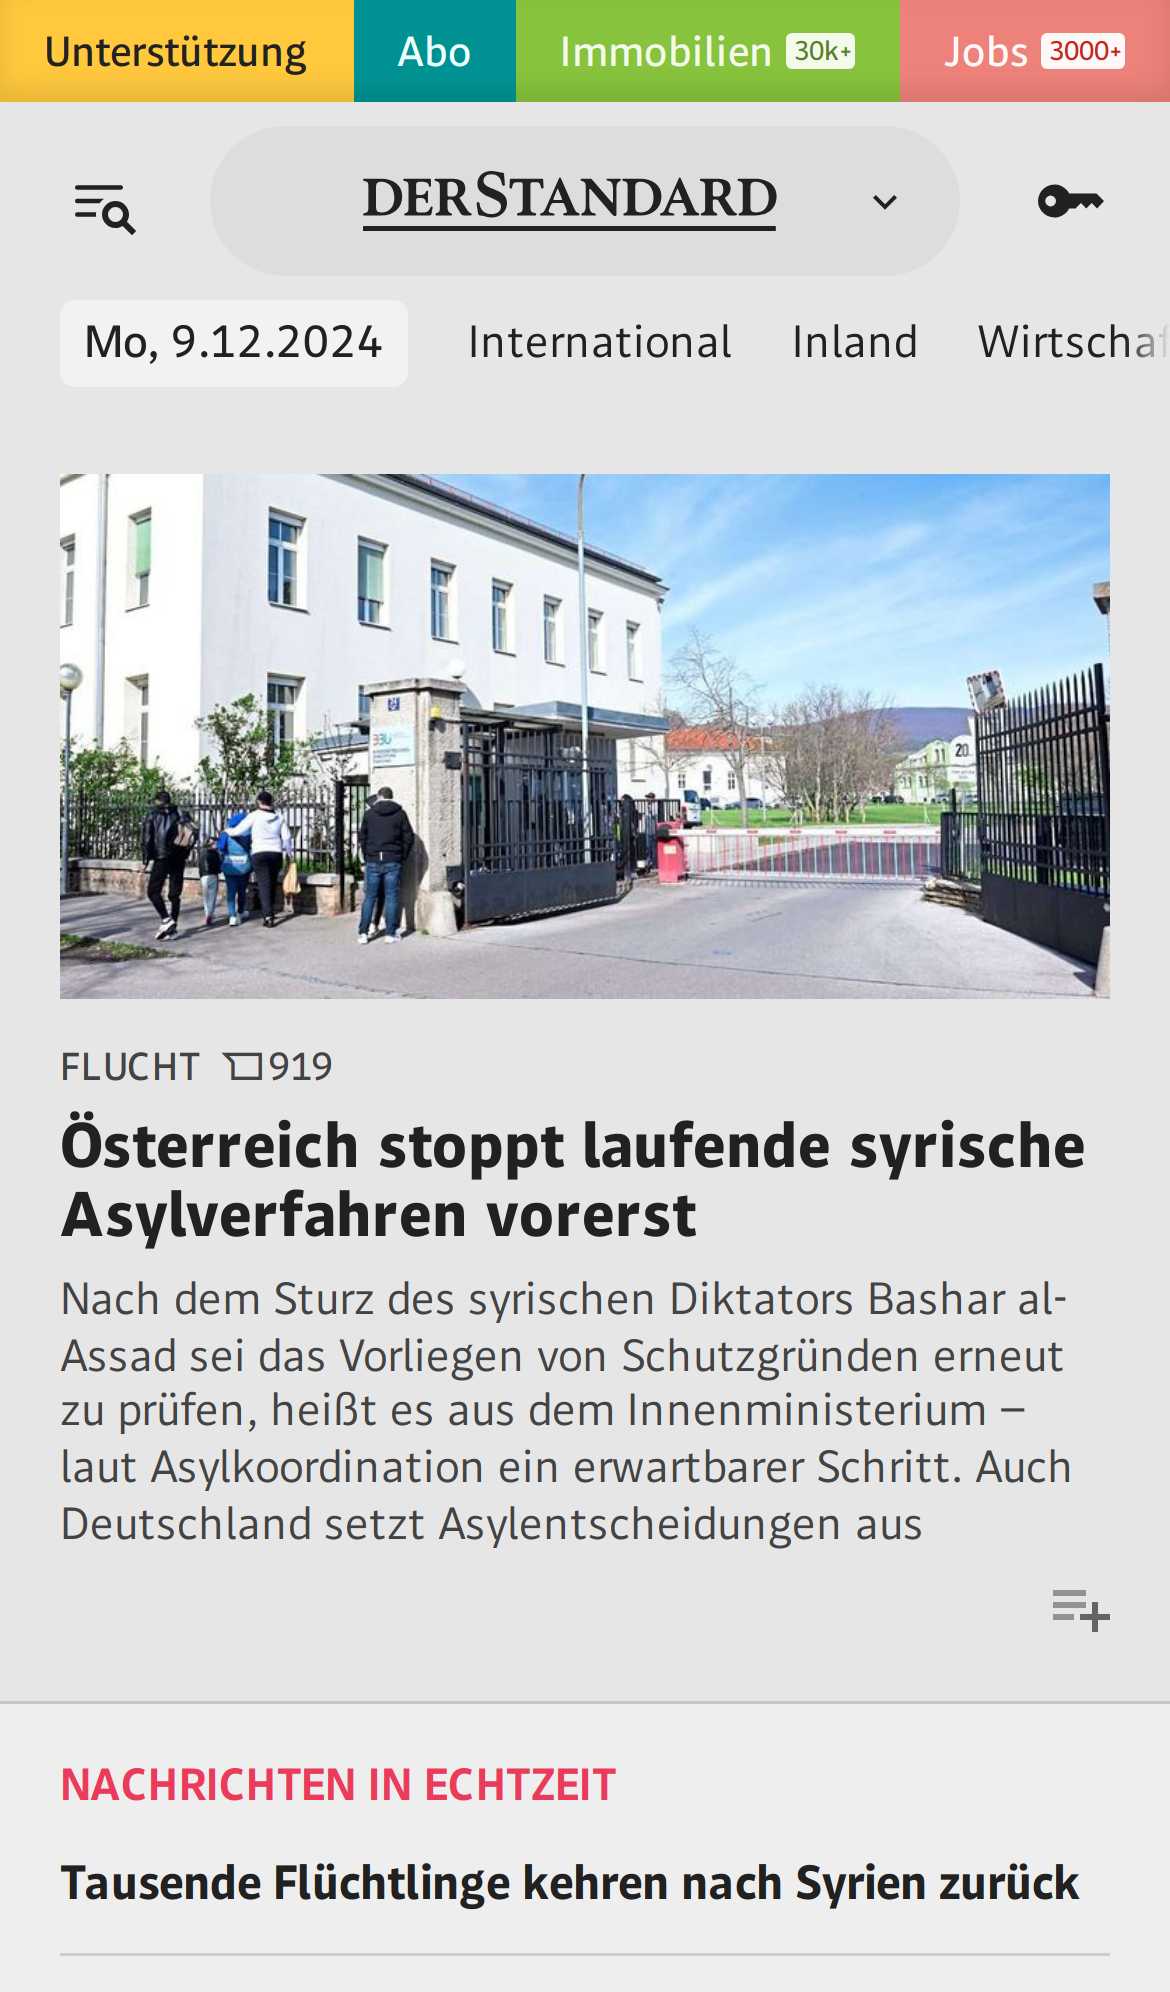 Unterstützung Abo Immobilien 30k+ Jobs 3000+
DERSTANDARD
Mo, 9.12.2024 International Inland Wirtschaf
20
FLUCHT 919
Österreich stoppt laufende syrische
Asylverfahren vorerst
Nach dem Sturz des syrischen Diktators Bashar al-
Assad sei das Vorliegen von Schutzgründen erneut
zu prüfen, heißt es aus dem Innenministerium –
laut Asylkoordination ein erwartbarer Schritt. Auch
Deutschland setzt Asylentscheidungen aus
NACHRICHTEN IN ECHTZEIT
Tausende Flüchtlinge kehren nach Syrien zurück